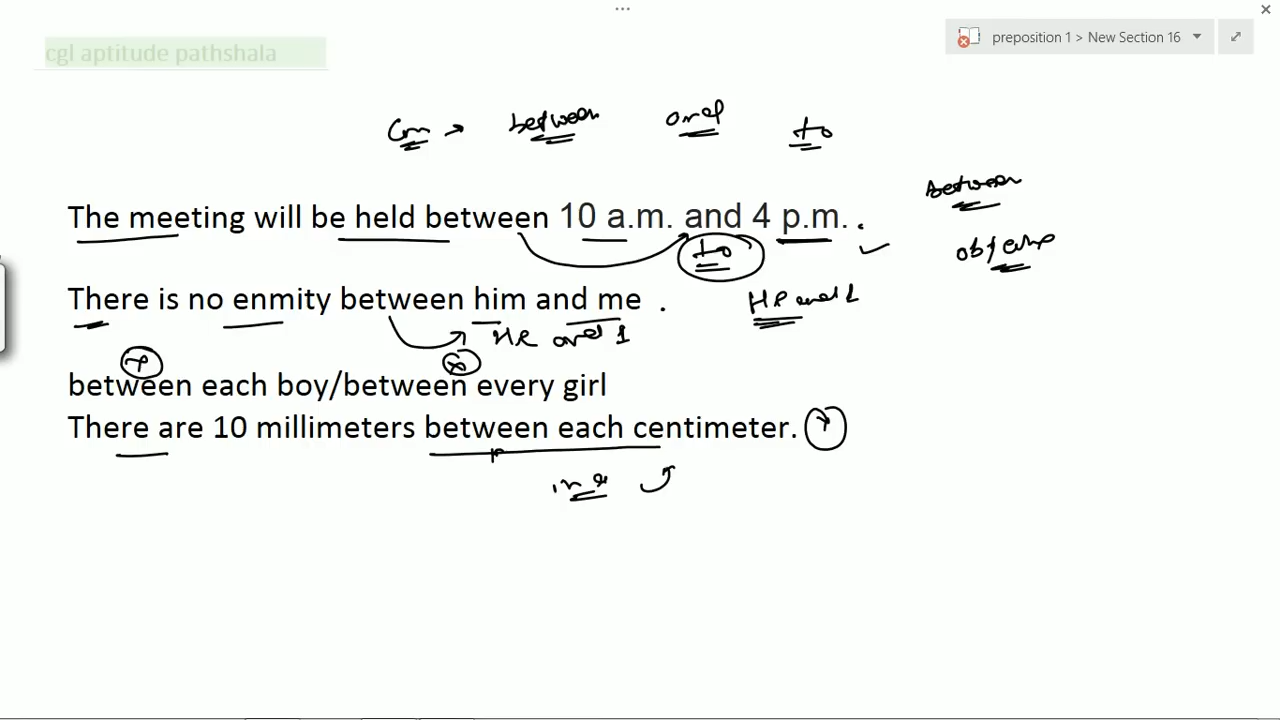 ...
cgl aptitude pathshala
preposition 1 > New Section 16
between and to
between
The meeting will be held between 10 a.m. and 4 p.m. .
to
There is no enmity between him and me .
HE and I
HE and I
between each boy/between every girl
There are 10 millimeters between each centimeter.
in